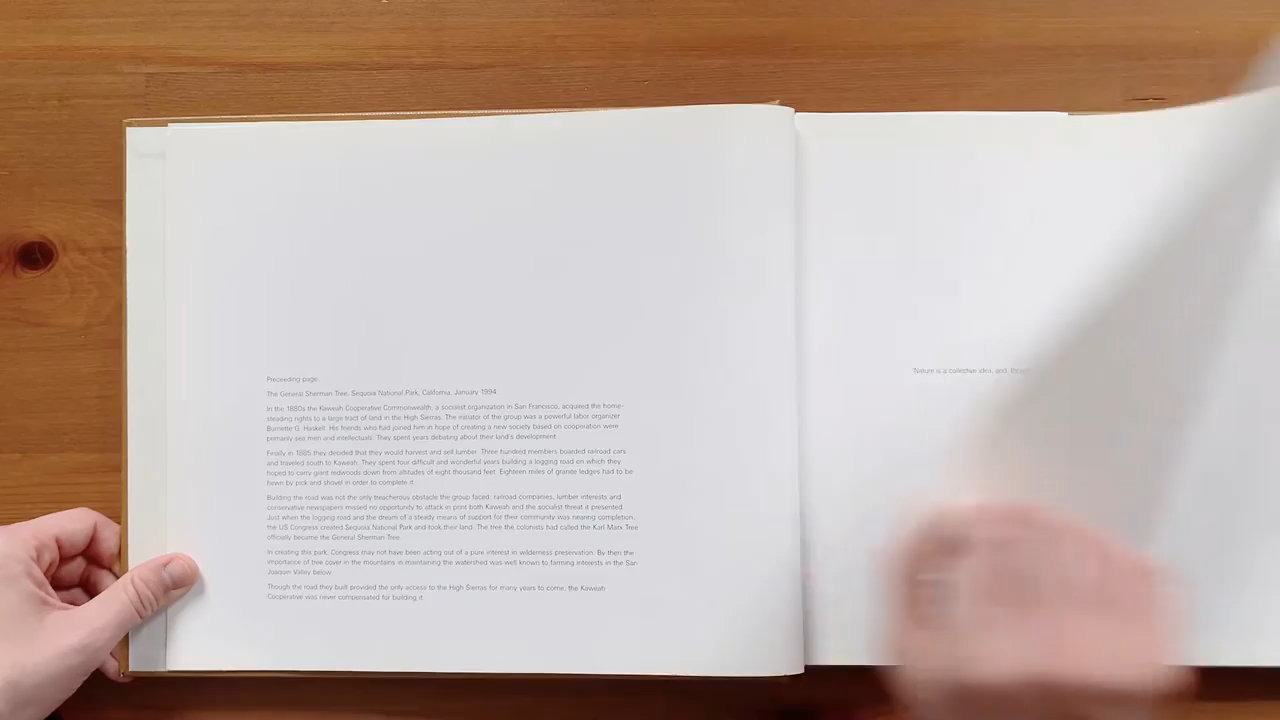 Preceeding page:
The General Sherman Tree, Sequoia National Park, California, January 1994
In the 1880s the Kaweah Cooperative Commonwealth, a socialist organization in San Francisco, acquired the home-
steading rights to a large tract of land in the High Sierras. The initiator of the group was a powerful labor organizer
Burnette G. Haskell. His friends who had joined him in hope of creating a new society based on cooperation were
primarily see men and intellectuals. They spent years debating about their land's development.
Finally in 1885 they decided that they would harvest and sell lumber. Three hundred members boarded railroad cars
and traveled south to Kaweah. They spent four difficult and wonderful years building a logging road on which they
hoped to carry giant redwoods down from altitudes of eight thousand feet. Eighteen miles of granite ledges had to be
hewn by pick and shovel in order to complete it.
Building the road was not the only treacherous obstacle the group faced: railroad companies, lumber interests and
conservative newspapers missed no opportunity to attack in print both Kaweah and the socialist threat it presented.
Just when the logging road and the dream of a steady means of support for their community was nearing completion,
the US Congress created Sequoia National Park and took their land. The tree the colonists had called the Karl Marx Tree
officially became the General Sherman Tree.
In creating this park, Congress may not have been acting out of a pure interest in wilderness preservation. By then the
importance of tree cover in the mountains in maintaining the watershed was well known to farming interests in the San
Joaquin Valley below.
Though the road they built provided the only access to the High Sierras for many years to come, the Kaweah
Cooperative was never compensated for building it.
'Nature is a collective idea, and,